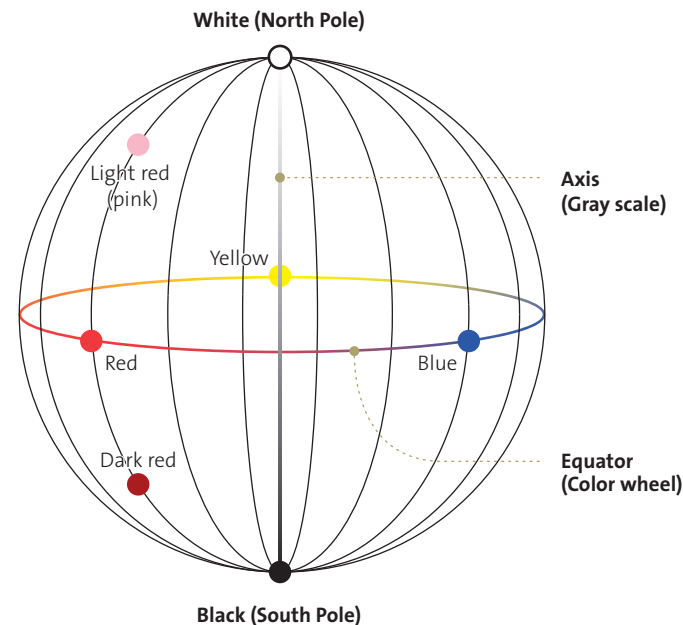 White (North Pole)
Light red
(pink)
Axis
(Gray scale)
Yellow
Red
Blue
Dark red
Equator
(Color wheel)
Black (South Pole)